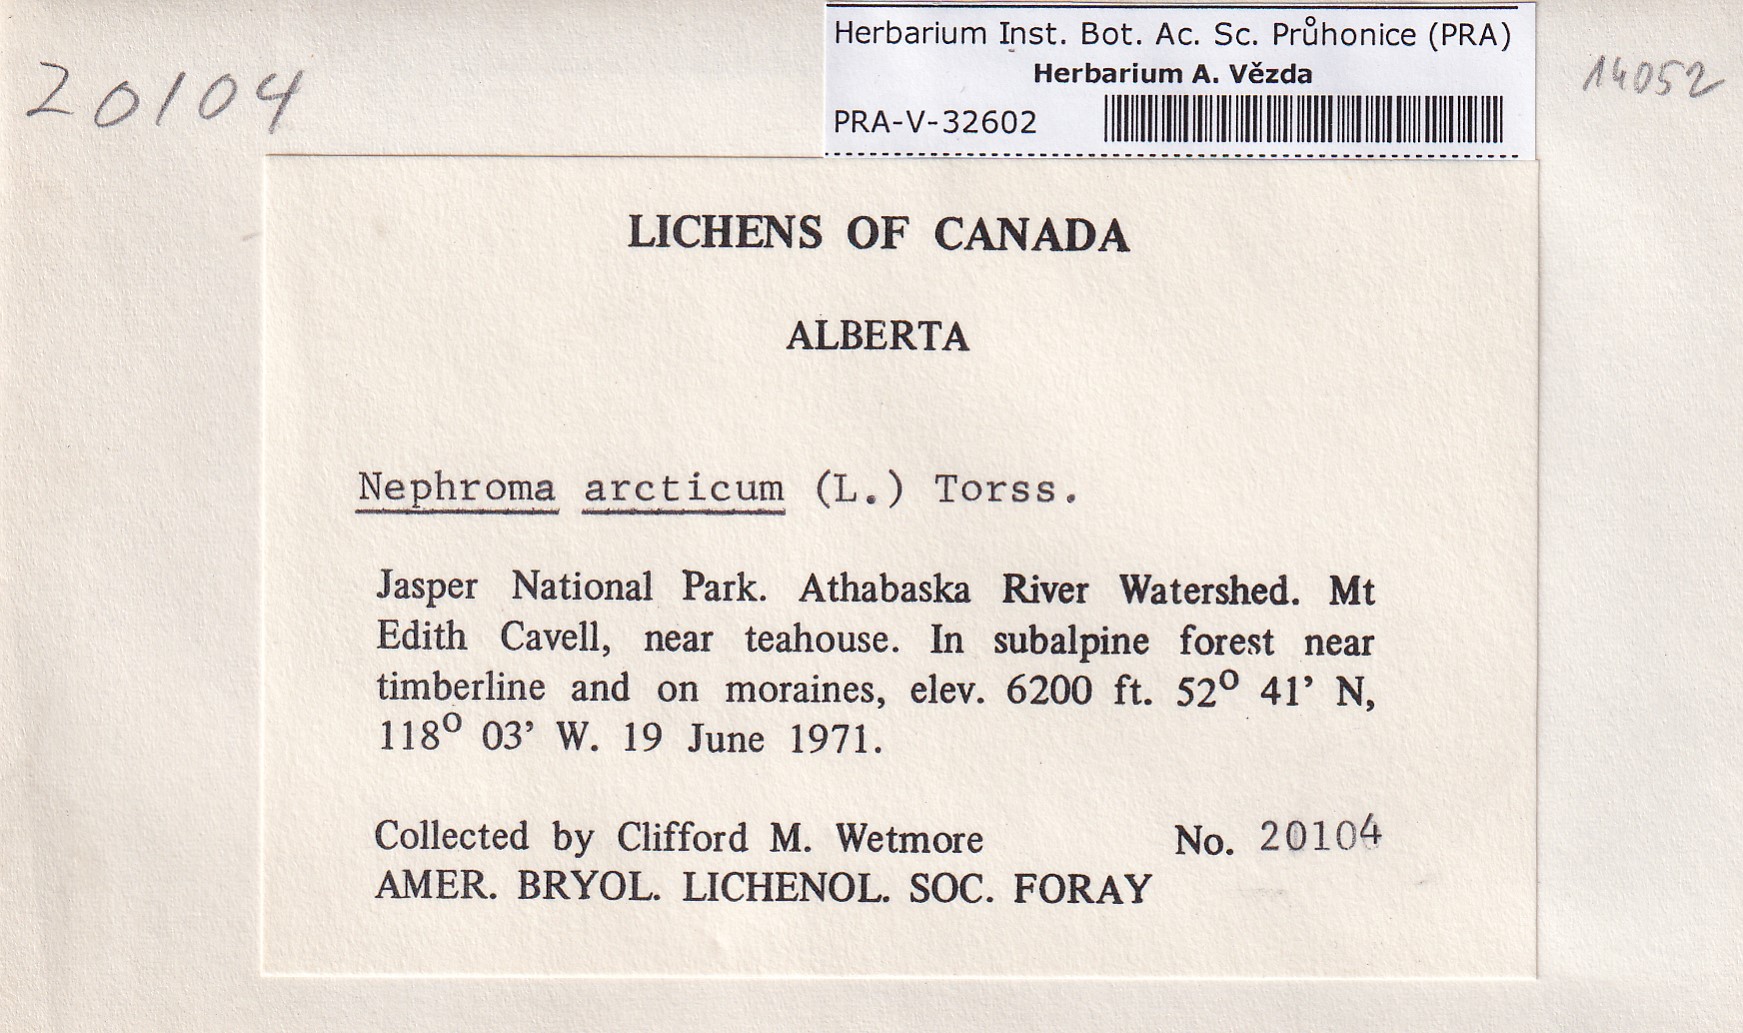 20104
Herbarium Inst. Bot. Ac. Sc. Průhonice (PRA)
Herbarium A. Vězda
PRA-V-32602
14052
LICHENS OF CANADA
ALBERTA
Nephroma arcticum (L.) Torss.
Jasper National Park. Athabaska River Watershed. Mt
Edith Cavell, near teahouse. In subalpine forest near
timberline and on moraines, elev. 6200 ft. 52º 41’ N,
118º 03’ W. 19 June 1971.
Collected by Clifford M. Wetmore No. 20104
AMER. BRYOL. LICHENOL. SOC. FORAY